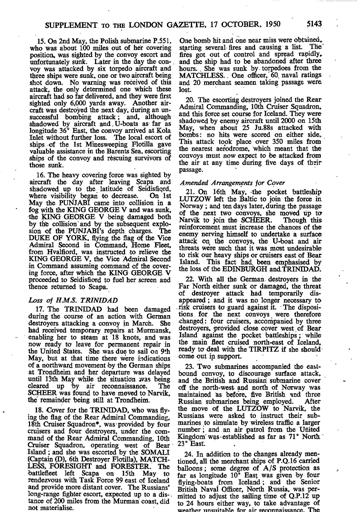 SUPPLEMENT TO THE LONDON GAZETTE, 17 OCTOBER, 1950 5143
15. On 2nd May, the Polish submarine P.551,
who was about 100 miles out of her covering
position, was sighted by the convoy escort and
unfortunately sunk. Later in the day the con-
voy was attacked by six torpedo aircraft and
three ships were sunk, one or two aircraft being
shot down. No warning was received of this
attack, the only determined one which these
aircraft had so far delivered, and they were first
sighted only 6,000 yards away. Another air-
craft was destroyed the next day, during an un-
successful bombing attack; and, although
shadowed by aircraft and U-boats as far as
longitude 36° East, the convoy arrived at Kola
Inlet without further loss. The local escort of
ships of the 1st Minesweeping Flotilla gave
valuable assistance in the Barents Sea, escorting
ships of the convoy and rescuing survivors of
those sunk.
16. The heavy covering force was sighted by
aircraft the day after leaving Scapa and
shadowed up to the latitude of Seidisfiord,
where visibility began to decrease. On 1st
May the PUNJABI came into collision in a
fog with the KING GEORGE V and was sunk,
the KING GEORGE V being damaged both
by the collision and by the subsequent explo-
sion of the PUNJABI's depth charges. The
DUKE OF YORK, flying the flag of the Vice
Admiral Second in Command, Home Fleet,
from Hvalfiord, was instructed to relieve the
KING GEORGE V, the Vice Admiral Second
in Command assuming command of the cover-
ing force, after which the KING GEORGE V
proceeded to Seidisfiord to fuel her screen and
thence returned to Scapa.
Loss of H.M.S. TRINIDAD
17. The TRINIDAD had been damaged
during the course of an action with German
destroyers attacking a convoy in March. She
had received temporary repairs at Murmansk,
enabling her to steam at 18 knots, and was
now ready to leave for permanent repair in
the United States. She was due to sail on 9th
May, but at that time there were indications
of a northward movement by the German ships
at Trondheim and her departure was delayed
until 13th May while the situation was being
cleared up by air reconnaissance. The
SCHEER was found to have moved to Narvik,
the remainder being still at Trondheim.
18. Cover for the TRINIDAD, who was fly-
ing the flag of the Rear Admiral Commanding,
18th Cruiser Squadron*, was provided by four
cruisers and four destroyers, under the com-
mand of the Rear Admiral Commanding, 10th
Cruiser Squadron, operating west of Bear
Island; and she was escorted by the SOMALI
(Captain (D), 6th Destroyer Flotilla), MATCH-
LESS, FORESIGHT and FORESTER. The
battlefleet left Scapa on 15th May to
rendezvous with Task Force 99 east of Iceland
and provide more distant cover. The Russians'
long-range fighter escort, expected up to a dis-
tance of 200 miles from the Murman coast, did
not materialise.
One bomb hit and one near miss were obtained,
starting several fires and causing a list. The
fires got out of control and spread rapidly,
and the ship had to be abandoned after three
hours. She was sunk by torpedoes from the
MATCHLESS. One officer, 60 naval ratings
and 20 merchant seamen taking passage were
lost.
20. The escorting destroyers joined the Rear
Admiral Commanding, 10th Cruiser Squadron,
and this force set course for Iceland. They were
shadowed by enemy aircraft until 2000 on 15th
May, when about 25 Ju.88s attacked with
bombs: no hits were scored on either side.
This attack took place over 350 miles from
the nearest aerodrome, which meant that the
convoys must now expect to be attacked from
the air at any time during five days of their
passage.
Amended Arrangements for Cover
21. On 16th May, the pocket battleship
LUTZOW left the Baltic to join the force in
Norway; and ten days later, during the passage
of the next two convoys, she moved up to
Narvik to join the SCHEER. Though this
reinforcement must increase the chances of the
enemy nerving himself to undertake a surface
attack on the convoys, the U-boat and air
threats were such that it was most undesirable
to risk our heavy ships or cruisers east of Bear
Island. This fact had been emphasised by
the loss of the EDINBURGH and TRINIDAD.
22. With all the German destroyers in the
Far North either sunk or damaged, the threat
of destroyer attack had temporarily dis-
appeared; and it was no longer necessary to
risk cruisers to guard against it. The disposi-
tions for the next convoys were therefore
changed: four cruisers, accompanied by three
destroyers, provided close cover west of Bear
Island against the pocket battleships; while
the main fleet cruised north-east of Iceland,
ready to deal with the TIRPITZ if she should
come out in support.
23. Two submarines accompanied the east-
bound convoy, to discourage surface attack,
and the British and Russian submarine cover
off the north-west and north of Norway was
maintained as before, five British and three
Russian submarines being employed. After
the move of the LUTZOW to Narvik, the
Russians were asked to instruct their sub-
marines to simulate by wireless traffic a larger
number; and an air patrol from the United
Kingdom was established as far as 71° North
23° East.
24. In addition to the changes already men-
tioned, all the merchant ships of P.Q.16 carried
balloons; some degree of A/S protection as
far as longitude 10° East was given by four
flying-boats from Iceland; and the Senior
British Naval Officer, North Russia, was per-
mitted to adjust the sailing time of Q.P.12 up
to 24 hours either way, to take advantage of
weather unsuitable for air reconnaissance. The